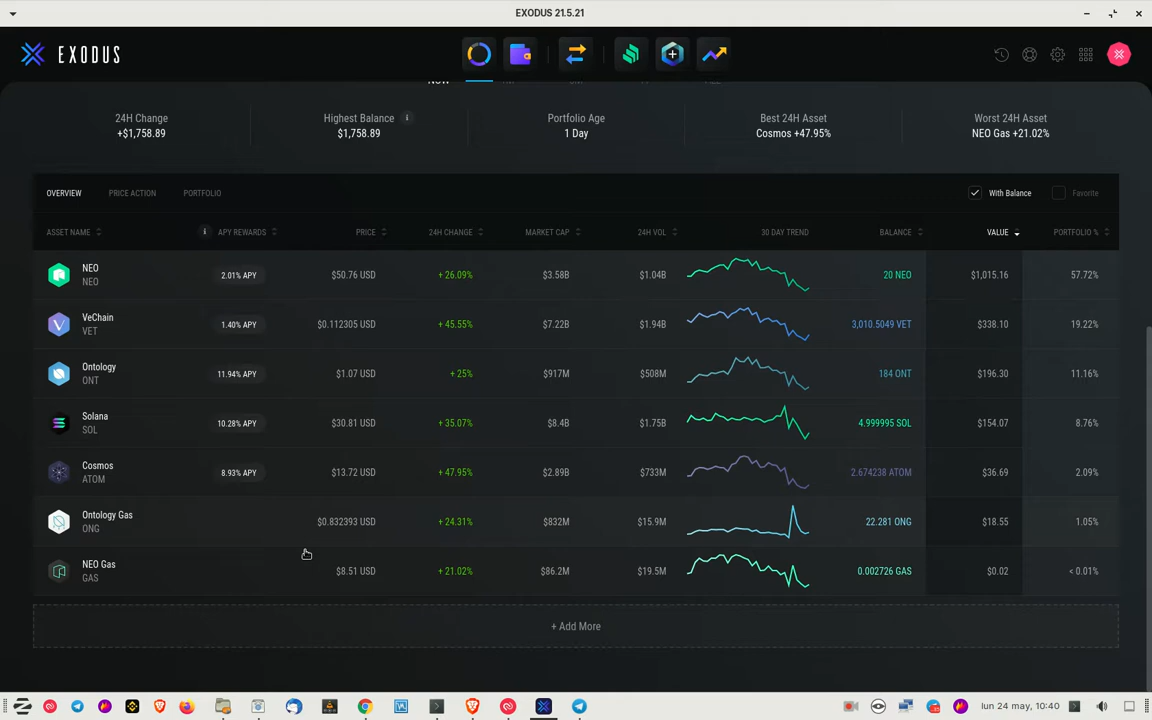 EXODUS 21.5.21
EXODUS
24H Change
+$1,758.89
Highest Balance
$1,758.89
Portfolio Age
1 Day
Best 24H Asset
Cosmos +47.95%
Worst 24H Asset
NEO Gas +21.02%
OVERVIEW PRICE ACTION PORTFOLIO With Balance Favorite
ASSET NAME APY REWARDS PRICE 24H CHANGE MARKET CAP 24H VOL 30 DAY TREND BALANCE VALUE PORTFOLIO %
NEO
NEO
2.01% APY $50.76 USD + 26.09% $3.58B $1.04B 20 NEO $1,015.16 57.72%
VeChain
VET
1.40% APY $0.112305 USD + 45.55% $7.22B $1.94B 3,010.5049 VET $338.10 19.22%
Ontology
ONT
11.94% APY $1.07 USD + 25% $917M $508M 184 ONT $196.30 11.16%
Solana
SOL
10.28% APY $30.81 USD + 35.07% $8.4B $1.75B 4.999995 SOL $154.07 8.76%
Cosmos
ATOM
8.93% APY $13.72 USD + 47.95% $2.89B $733M 2.674238 ATOM $36.69 2.09%
Ontology Gas
ONG
$0.832393 USD + 24.31% $832M $15.9M 22.281 ONG $18.55 1.05%
NEO Gas
GAS
$8.51 USD + 21.02% $86.2M $19.5M 0.002726 GAS $0.02 < 0.01%
+ Add More
lun 24 may, 10:40